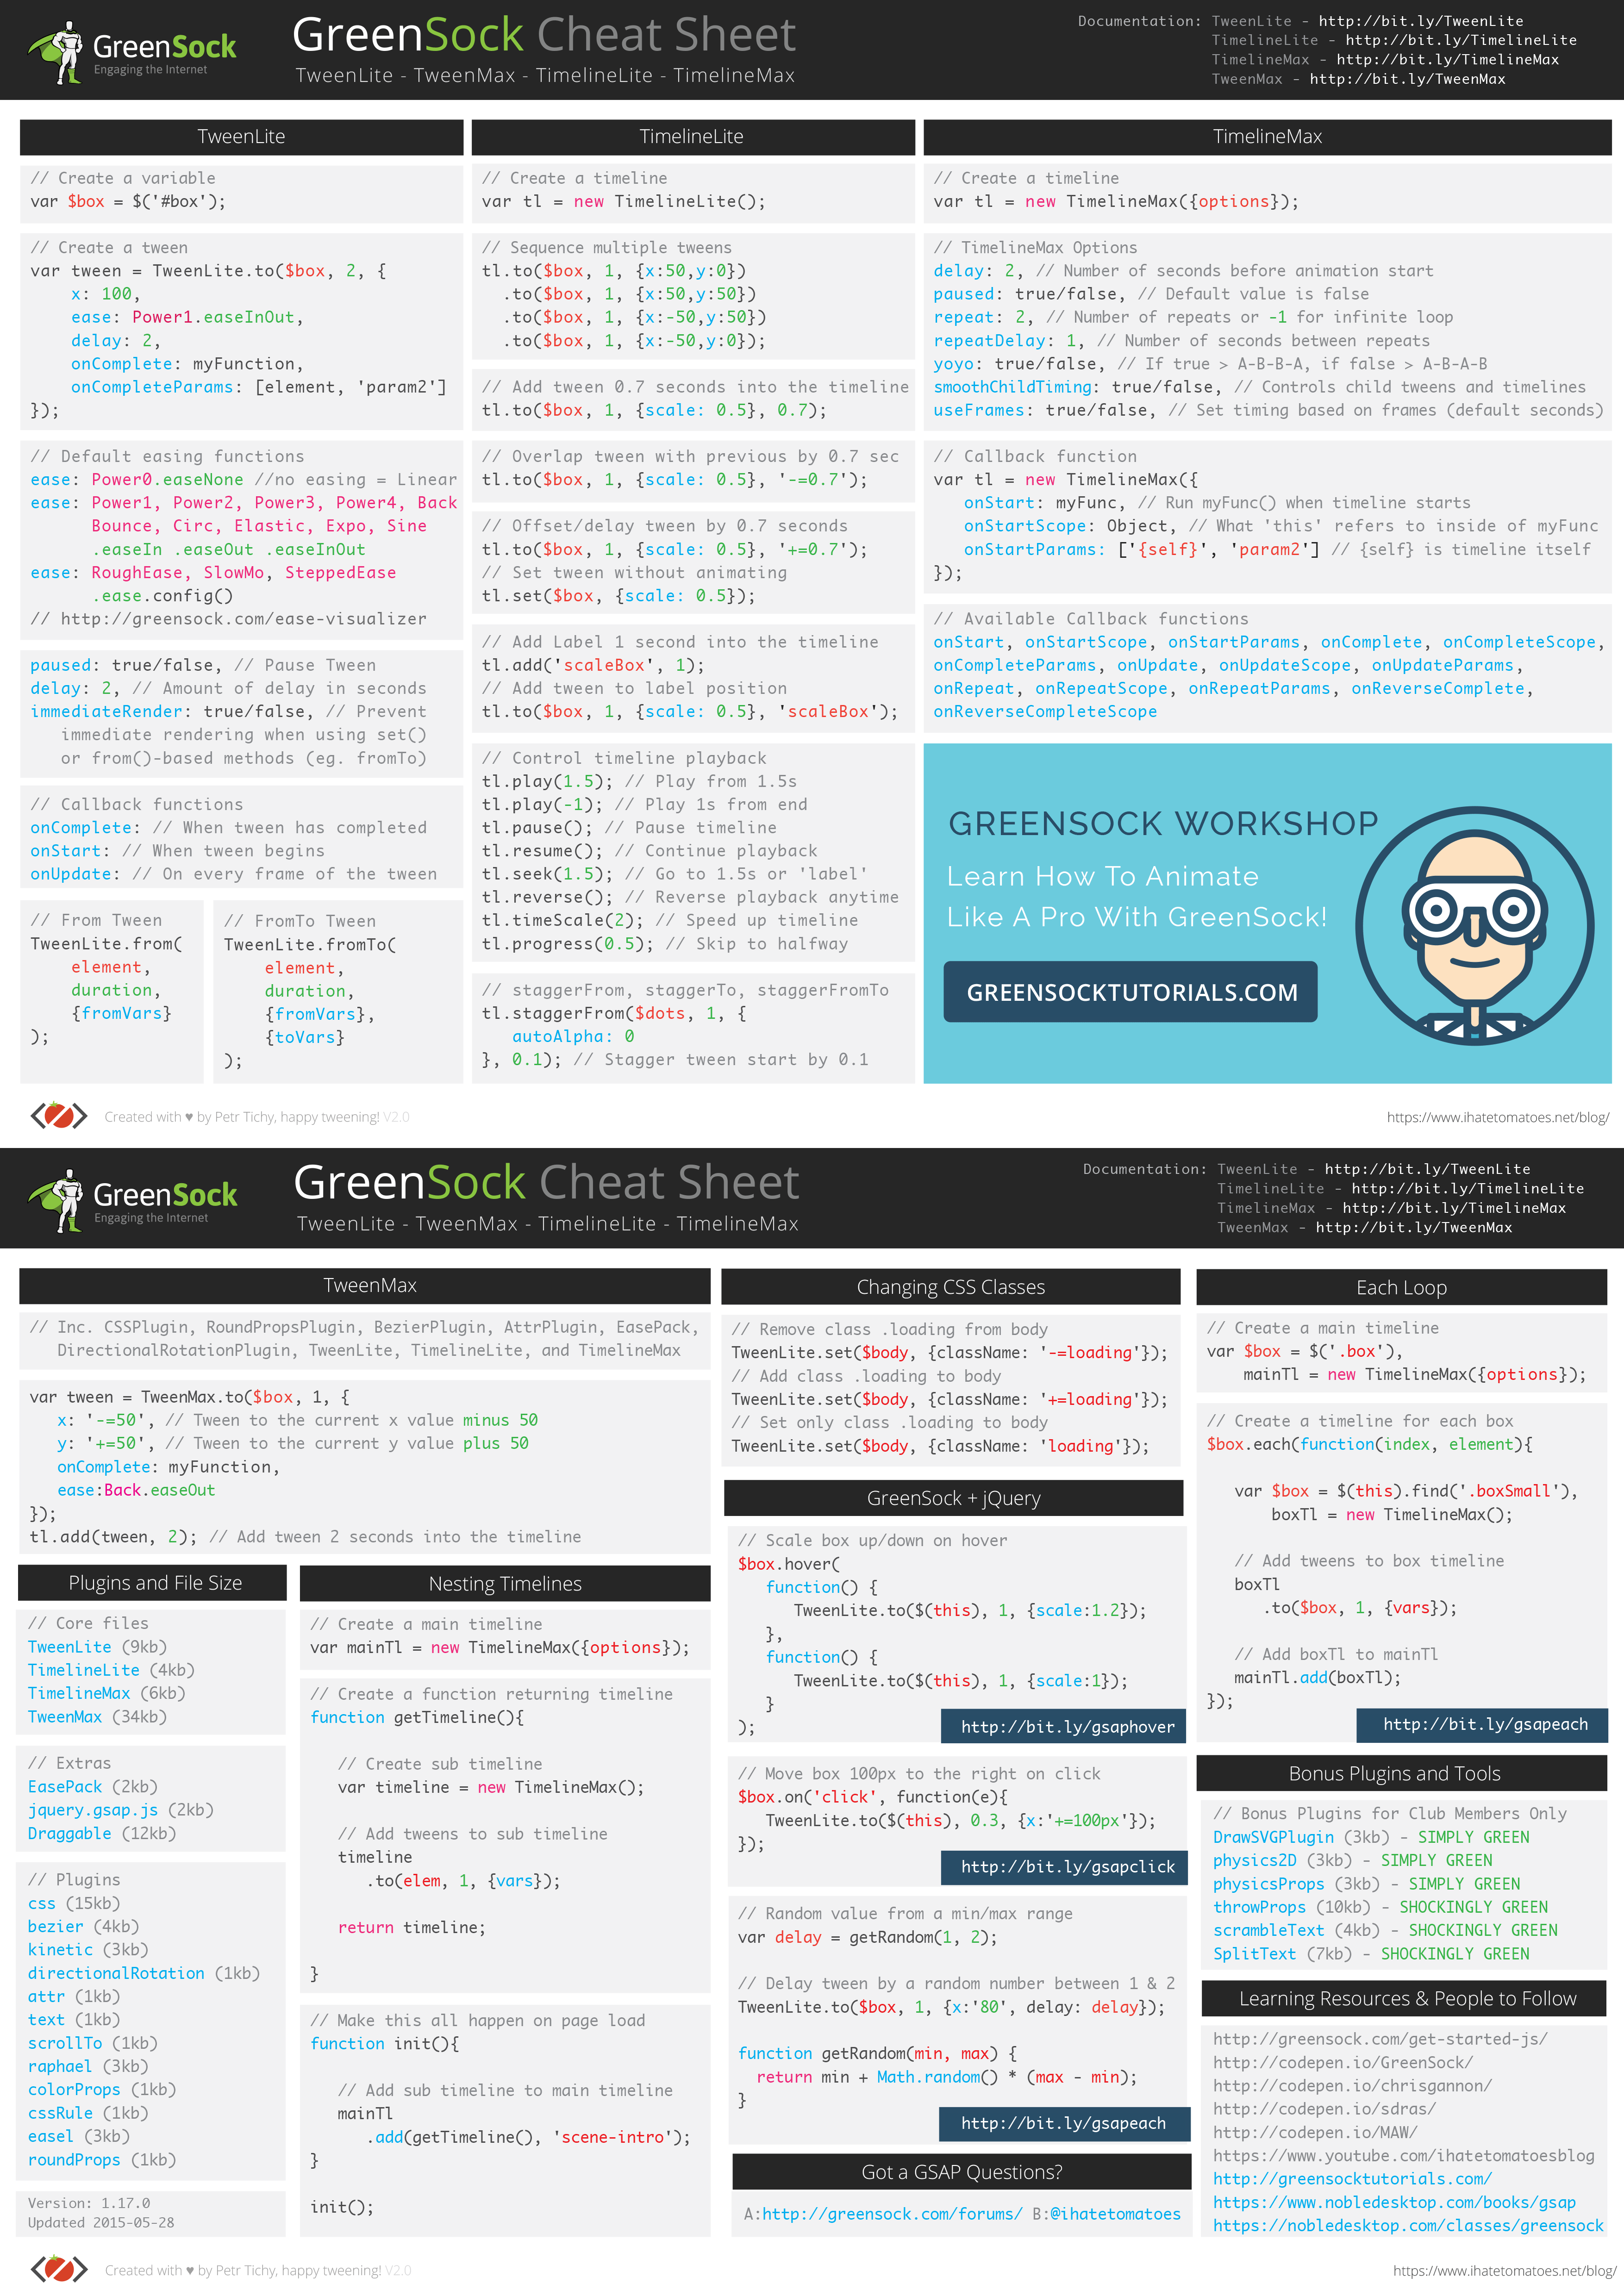 GreenSock
Engaging the Internet
GreenSock Cheat Sheet
TweenLite - TweenMax - TimelineLite - TimelineMax
Documentation: TweenLite - http://bit.ly/TweenLite
TimelineLite - http://bit.ly/TimelineLite
TimelineMax - http://bit.ly/TimelineMax
TweenMax - http://bit.ly/TweenMax
TweenLite
// Create a variable
var $box = $('#box');
// Create a tween
var tween = TweenLite.to($box, 2, {
x: 100,
ease: Power1.easeInOut,
delay: 2,
onComplete: myFunction,
onCompleteParams: [element, 'param2']
});
// Default easing functions
ease: Power0.easeNone //no easing = Linear
ease: Power1, Power2, Power3, Power4, Back
Bounce, Circ, Elastic, Expo, Sine
.easeIn .easeOut .easeInOut
ease: RoughEase, SlowMo, SteppedEase
.ease.config()
// http://greensock.com/ease-visualizer
paused: true/false, // Pause Tween
delay: 2, // Amount of delay in seconds
immediateRender: true/false, // Prevent
immediate rendering when using set()
or from()-based methods (eg. fromTo)
// Callback functions
onComplete: // When tween has completed
onStart: // When tween begins
onUpdate: // On every frame of the tween
// From Tween
TweenLite.from(
element,
duration,
{fromVars}
);
// FromTo Tween
TweenLite.fromTo(
element,
duration,
{fromVars},
{toVars}
);
TimelineLite
// Create a timeline
var tl = new TimelineLite();
// Sequence multiple tweens
tl.to($box, 1, {x:50,y:0})
.to($box, 1, {x:50,y:50})
.to($box, 1, {x:-50,y:50})
.to($box, 1, {x:-50,y:0});
// Add tween 0.7 seconds into the timeline
tl.to($box, 1, {scale: 0.5}, 0.7);
// Overlap tween with previous by 0.7 sec
tl.to($box, 1, {scale: 0.5}, '-=0.7');
// Offset/delay tween by 0.7 seconds
tl.to($box, 1, {scale: 0.5}, '+=0.7');
// Set tween without animating
tl.set($box, {scale: 0.5});
// Add Label 1 second into the timeline
tl.add('scaleBox', 1);
// Add tween to label position
tl.to($box, 1, {scale: 0.5}, 'scaleBox');
// Control timeline playback
tl.play(1.5); // Play from 1.5s
tl.play(-1); // Play 1s from end
tl.pause(); // Pause timeline
tl.resume(); // Continue playback
tl.seek(1.5); // Go to 1.5s or 'label'
tl.reverse(); // Reverse playback anytime
tl.timeScale(2); // Speed up timeline
tl.progress(0.5); // Skip to halfway
// staggerFrom, staggerTo, staggerFromTo
tl.staggerFrom($dots, 1, {
autoAlpha: 0
}, 0.1); // Stagger tween start by 0.1
TimelineMax
// Create a timeline
var tl = new TimelineMax({options});
// TimelineMax Options
delay: 2, // Number of seconds before animation start
paused: true/false, // Default value is false
repeat: 2, // Number of repeats or -1 for infinite loop
repeatDelay: 1, // Number of seconds between repeats
yoyo: true/false, // If true > A-B-B-A, if false > A-B-A-B
smoothChildTiming: true/false, // Controls child tweens and timelines
useFrames: true/false, // Set timing based on frames (default seconds)
// Callback function
var tl = new TimelineMax({
onStart: myFunc, // Run myFunc() when timeline starts
onStartScope: Object, // What 'this' refers to inside of myFunc
onStartParams: ['{self}', 'param2'] // {self} is timeline itself
});
// Available Callback functions
onStart, onStartScope, onStartParams, onComplete, onCompleteScope,
onCompleteParams, onUpdate, onUpdateScope, onUpdateParams,
onRepeat, onRepeatScope, onRepeatParams, onReverseComplete,
onReverseCompleteScope
GREENSOCK WORKSHOP
Learn How To Animate
Like A Pro With GreenSock!
GREENSOCKTUTORIALS.COM
Created with ♥ by Petr Tichy, happy tweening! V2.0
https://www.ihatetomatoes.net/blog/
GreenSock
Engaging the Internet
GreenSock Cheat Sheet
TweenLite - TweenMax - TimelineLite - TimelineMax
Documentation: TweenLite - http://bit.ly/TweenLite
TimelineLite - http://bit.ly/TimelineLite
TimelineMax - http://bit.ly/TimelineMax
TweenMax - http://bit.ly/TweenMax
TweenMax
// Inc. CSSPlugin, RoundPropsPlugin, BezierPlugin, AttrPlugin, EasePack,
DirectionalRotationPlugin, TweenLite, TimelineLite, and TimelineMax
var tween = TweenMax.to($box, 1, {
x: '-=50', // Tween to the current x value minus 50
y: '+=50', // Tween to the current y value plus 50
onComplete: myFunction,
ease:Back.easeOut
});
tl.add(tween, 2); // Add tween 2 seconds into the timeline
Plugins and File Size
// Core files
TweenLite (9kb)
TimelineLite (4kb)
TimelineMax (6kb)
TweenMax (34kb)
// Extras
EasePack (2kb)
jquery.gsap.js (2kb)
Draggable (12kb)
// Plugins
css (15kb)
bezier (4kb)
kinetic (3kb)
directionalRotation (1kb)
attr (1kb)
text (1kb)
scrollTo (1kb)
raphael (3kb)
colorProps (1kb)
cssRule (1kb)
easel (3kb)
roundProps (1kb)
Version: 1.17.0
Updated 2015-05-28
Nesting Timelines
// Create a main timeline
var mainTl = new TimelineMax({options});
// Create a function returning timeline
function getTimeline(){
// Create sub timeline
var timeline = new TimelineMax();
// Add tweens to sub timeline
timeline
.to(elem, 1, {vars});
return timeline;
}
// Make this all happen on page load
function init(){
// Add sub timeline to main timeline
mainTl
.add(getTimeline(), 'scene-intro');
}
init();
Changing CSS Classes
// Remove class .loading from body
TweenLite.set($body, {className: '-=loading'});
// Add class .loading to body
TweenLite.set($body, {className: '+=loading'});
// Set only class .loading to body
TweenLite.set($body, {className: 'loading'});
GreenSock + jQuery
// Scale box up/down on hover
$box.hover(
function() {
TweenLite.to($(this), 1, {scale:1.2});
},
function() {
TweenLite.to($(this), 1, {scale:1});
}
);
http://bit.ly/gsaphover
// Move box 100px to the right on click
$box.on('click', function(e){
TweenLite.to($(this), 0.3, {x:'+=100px'});
});
http://bit.ly/gsapclick
// Random value from a min/max range
var delay = getRandom(1, 2);
// Delay tween by a random number between 1 & 2
TweenLite.to($box, 1, {x:'80', delay: delay});
function getRandom(min, max) {
return min + Math.random() * (max - min);
}
http://bit.ly/gsapeach
Got a GSAP Questions?
A:http://greensock.com/forums/ B:@ihatetomatoes
Each Loop
// Create a main timeline
var $box = $('.box'),
mainTl = new TimelineMax({options});
// Create a timeline for each box
$box.each(function(index, element){
var $box = $(this).find('.boxSmall'),
boxTl = new TimelineMax();
// Add tweens to box timeline
boxTl
.to($box, 1, {vars});
// Add boxTl to mainTl
mainTl.add(boxTl);
});
http://bit.ly/gsapeach
Bonus Plugins and Tools
// Bonus Plugins for Club Members Only
DrawSVGPlugin (3kb) - SIMPLY GREEN
physics2D (3kb) - SIMPLY GREEN
physicsProps (3kb) - SIMPLY GREEN
throwProps (10kb) - SHOCKINGLY GREEN
scrambleText (4kb) - SHOCKINGLY GREEN
SplitText (7kb) - SHOCKINGLY GREEN
Learning Resources & People to Follow
http://greensock.com/get-started-js/
http://codepen.io/GreenSock/
http://codepen.io/chrisgannon/
http://codepen.io/sdras/
http://codepen.io/MAW/
https://www.youtube.com/ihatetomatoesblog
http://greensocktutorials.com/
https://www.nobledesktop.com/books/gsap
https://nobledesktop.com/classes/greensock
Created with ♥ by Petr Tichy, happy tweening! V2.0
https://www.ihatetomatoes.net/blog/